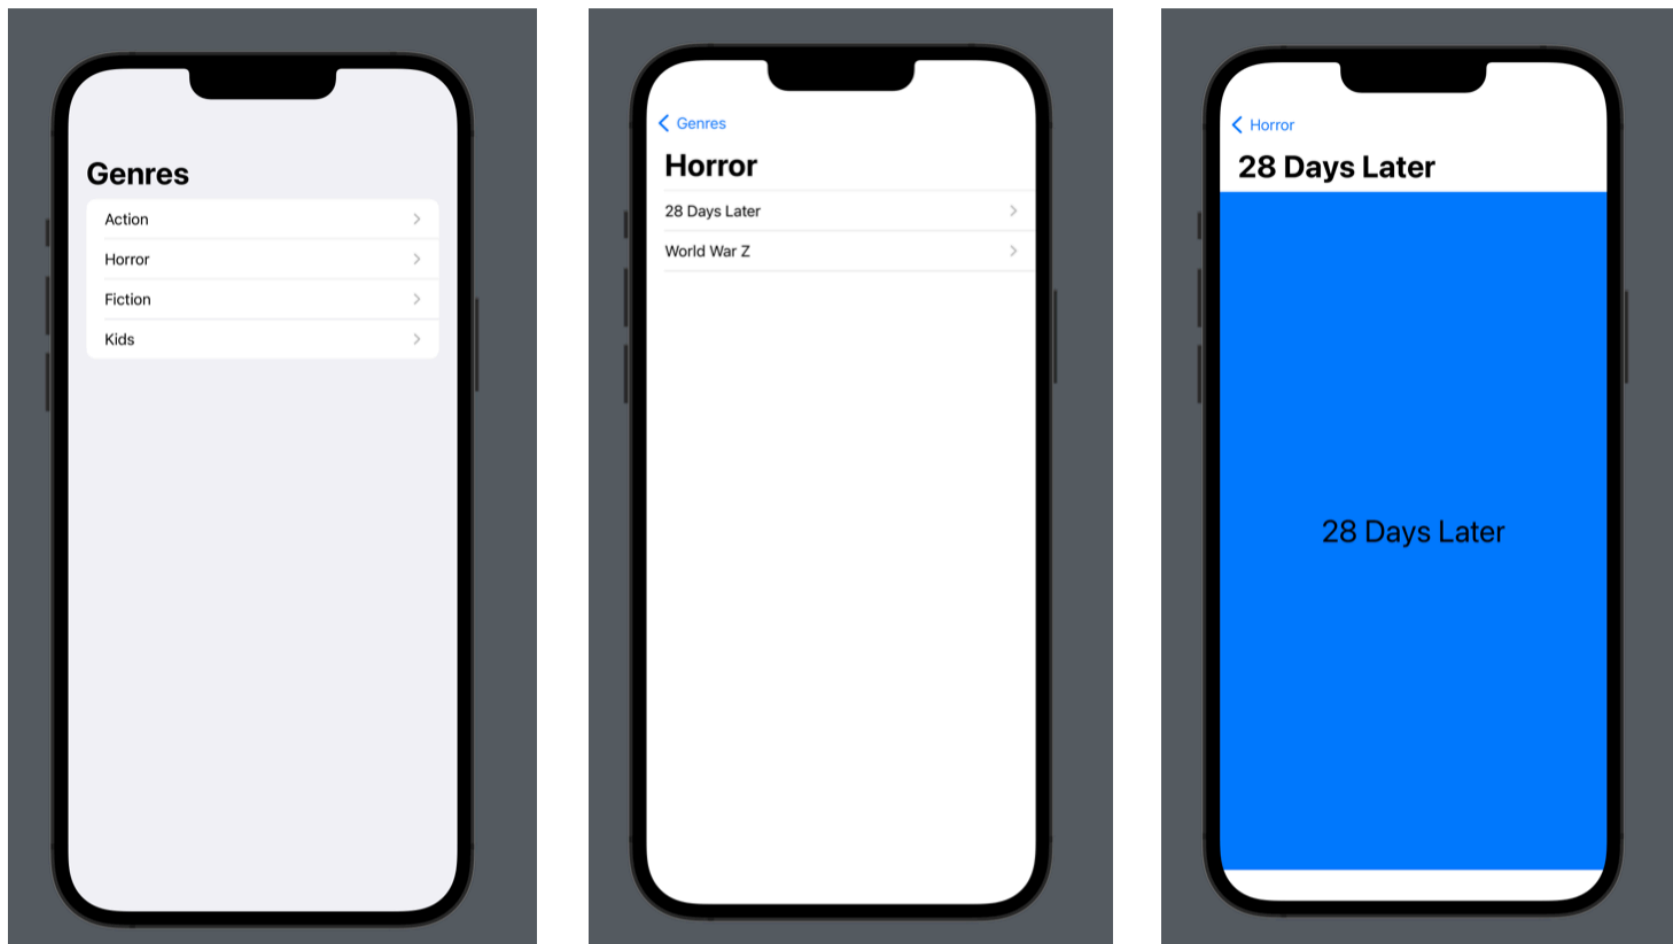 Genres
Action
Horror
Fiction
Kids
Genres
Horror
28 Days Later
World War Z
Horror
28 Days Later
28 Days Later